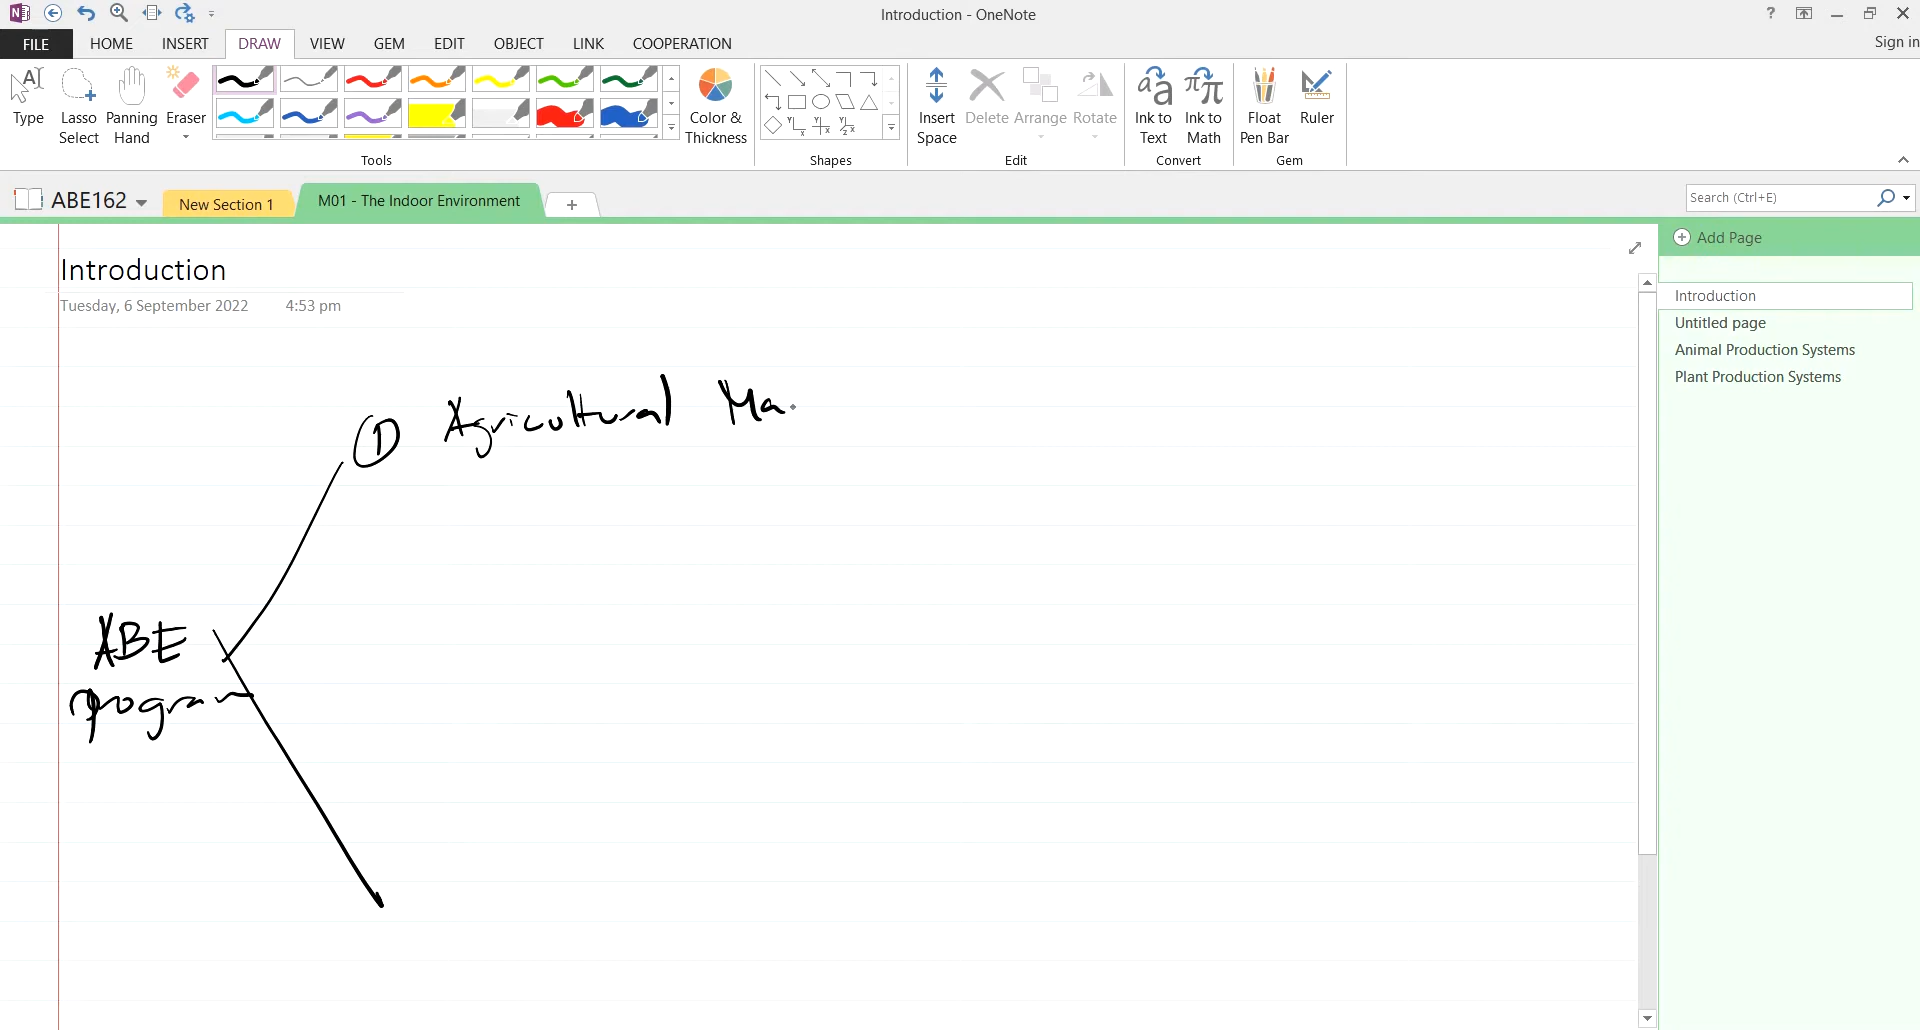 Introduction - OneNote
?
Sign in
FILE HOME INSERT DRAW VIEW GEM EDIT OBJECT LINK COOPERATION
Type
Lasso Select
Panning Hand
Eraser
Color & Thickness
Insert Space
Delete
Arrange
Rotate
Ink to Text
Ink to Math
Float Pen Bar
Ruler
Tools
Shapes
Edit
Convert
Gem
ABE162
New Section 1
M01 - The Indoor Environment
Search (Ctrl+E)
Add Page
Introduction
Untitled page
Animal Production Systems
Plant Production Systems
Introduction
Tuesday, 6 September 2022 4:53 pm
① Agricultural Ma
ABE
program